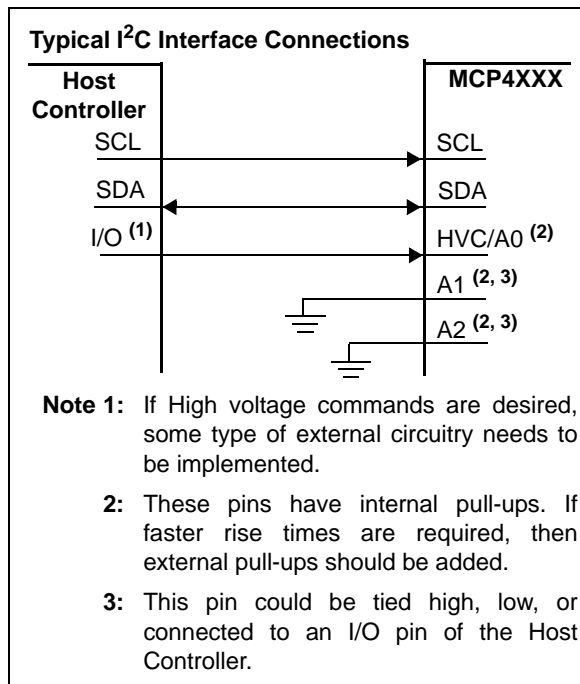 Typical I2C Interface Connections
Host
Controller
MCP4XXX
SCL
SCL
SDA
SDA
I/O (1)
HVC/A0 (2)
A1 (2, 3)
A2 (2, 3)
Note 1: If High voltage commands are desired,
some type of external circuitry needs to
be implemented.
2: These pins have internal pull-ups. If
faster rise times are required, then
external pull-ups should be added.
3: This pin could be tied high, low, or
connected to an I/O pin of the Host
Controller.